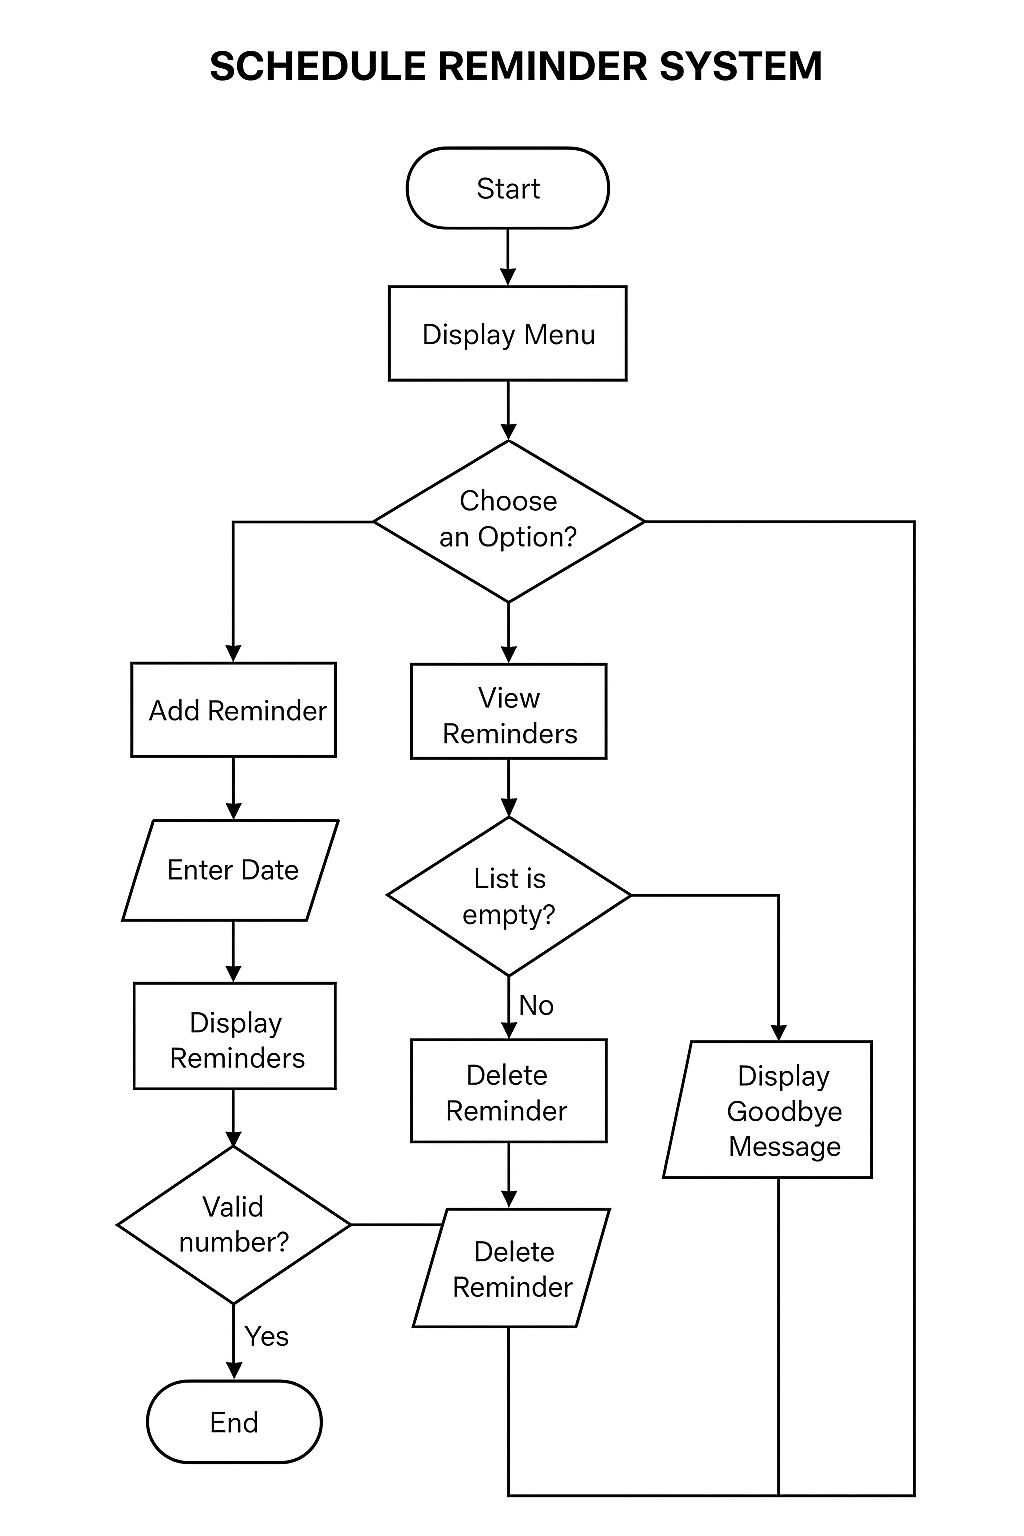 SCHEDULE REMINDER SYSTEM
Start
Display Menu
Choose
an Option?
Add Reminder
View
Reminders
Enter Date
List is
empty?
No
Display
Reminders
Delete
Reminder
Display
Goodbye
Message
Valid
number?
Delete
Reminder
Yes
End